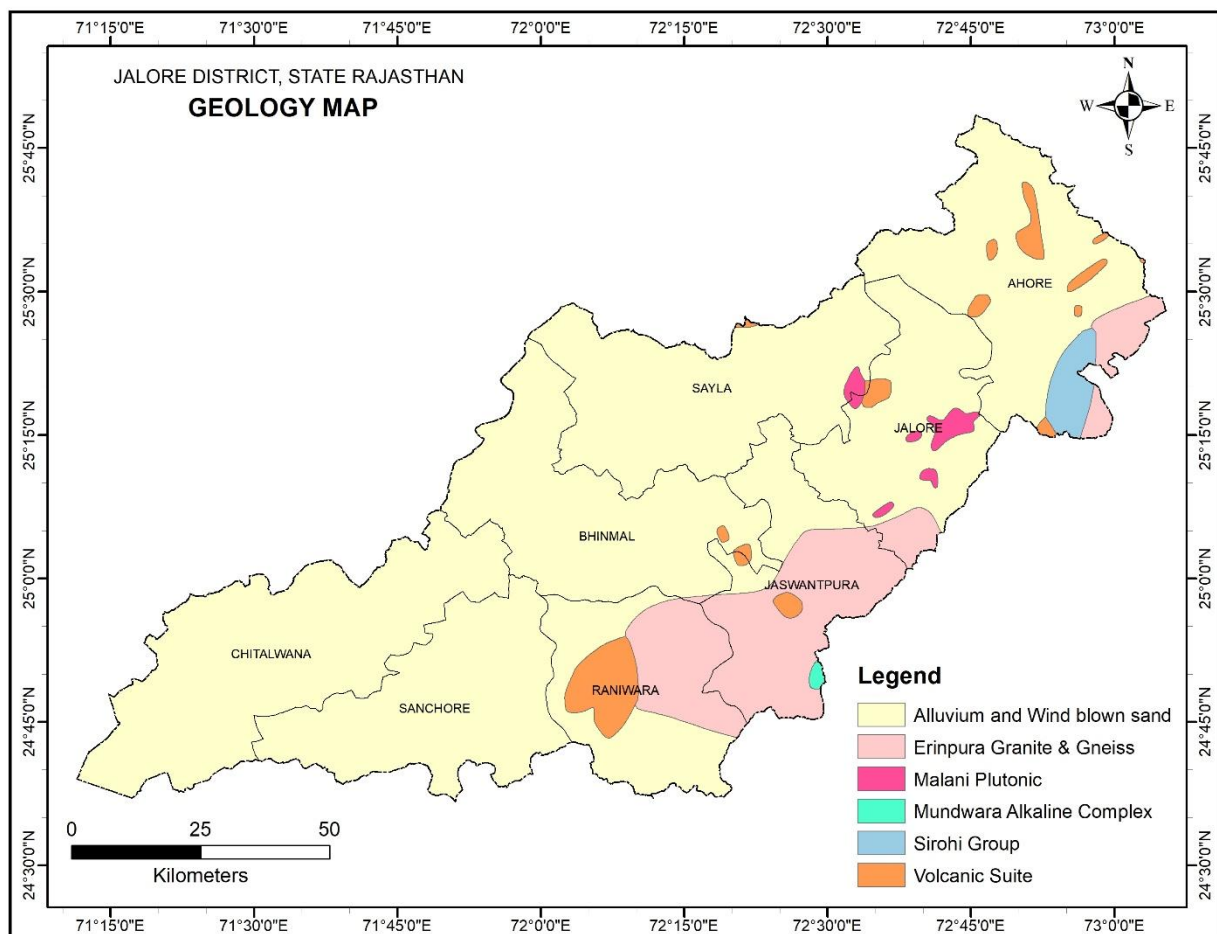 71°15'0"E 71°30'0"E 71°45'0"E 72°0'0"E 72°15'0"E 72°30'0"E 72°45'0"E 73°0'0"E
JALORE DISTRICT, STATE RAJASTHAN
GEOLOGY MAP
N
W E
S
25°45'0"N 25°45'0"N
25°30'0"N 25°30'0"N
25°15'0"N 25°15'0"N
25°0'0"N 25°0'0"N
24°45'0"N 24°45'0"N
24°30'0"N 24°30'0"N
AHORE
SAYLA
JALORE
BHINMAL
JASWANTPURA
CHITALWANA
RANIWARA
SANCHORE
Legend
Alluvium and Wind blown sand
Erinpura Granite & Gneiss
Malani Plutonic
Mundwara Alkaline Complex
Sirohi Group
Volcanic Suite
0 25 50
Kilometers
71°15'0"E 71°30'0"E 71°45'0"E 72°0'0"E 72°15'0"E 72°30'0"E 72°45'0"E 73°0'0"E